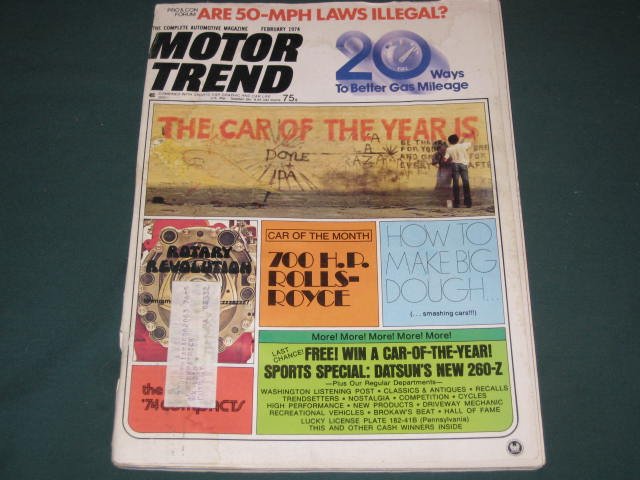 PRO & CON
FORUM: ARE 50-MPH LAWS ILLEGAL?
THE COMPLETE AUTOMOTIVE MAGAZINE FEBRUARY 1974
MOTOR
TREND
20 Ways
To Better Gas Mileage
75¢
THE CAR OF THE YEAR IS
DOYLE
+
IDA
ROTARY
REVOLUTION
CAR OF THE MONTH
700 H.P.
ROLLS-
ROYCE
HOW TO
MAKE BIG
DOUGH...
(...smashing cars!!!)
the
'74 COMPACTS
More! More! More! More! More!
LAST
CHANCE! FREE! WIN A CAR-OF-THE-YEAR!
SPORTS SPECIAL: DATSUN'S NEW 260-Z
—Plus Our Regular Departments—
WASHINGTON LISTENING POST • CLASSICS & ANTIQUES • RECALLS
TRENDSETTERS • NOSTALGIA • COMPETITION • CYCLES
HIGH PERFORMANCE • NEW PRODUCTS • DRIVEWAY MECHANIC
RECREATIONAL VEHICLES • BROKAW'S BEAT • HALL OF FAME
LUCKY LICENSE PLATE 182-41B (Pennsylvania)
THIS AND OTHER CASH WINNERS INSIDE